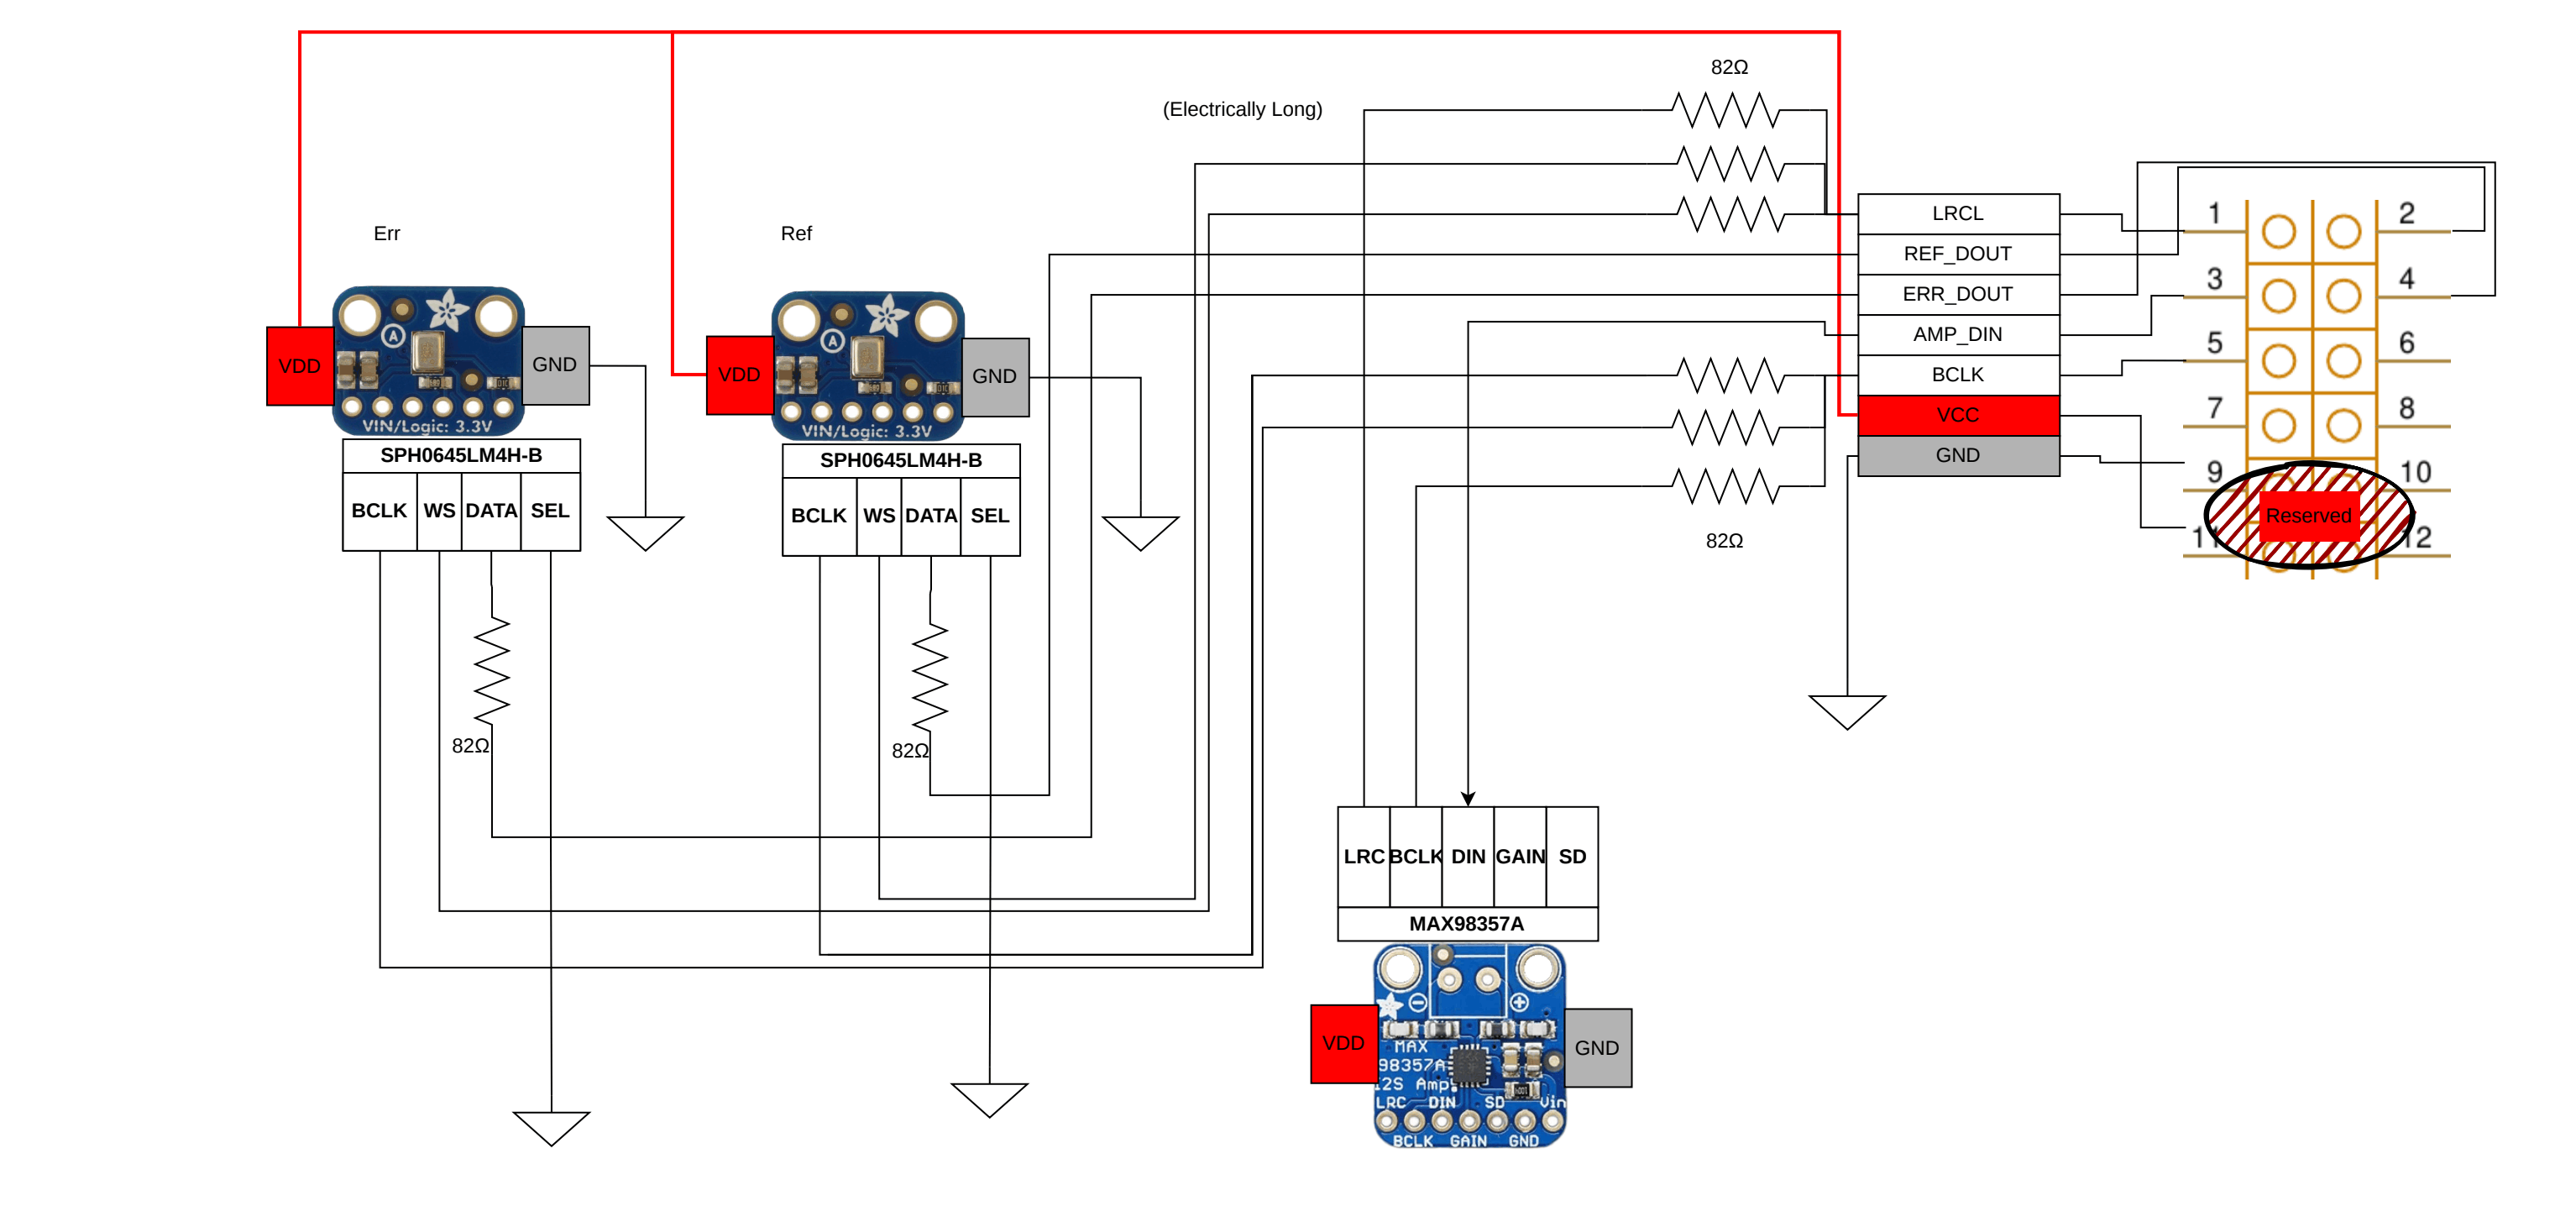 82Ω
(Electrically Long)
Err
Ref
LRCL
REF_DOUT
ERR_DOUT
AMP_DIN
BCLK
VCC
GND
1
2
3
4
5
6
7
8
9
10
11
12
Reserved
VDD
A
GND
VIN/Logic: 3.3V
SPH0645LM4H-B
BCLK WS DATA SEL
82Ω
VDD
A
GND
VIN/Logic: 3.3V
SPH0645LM4H-B
BCLK WS DATA SEL
82Ω
82Ω
LRC BCLK DIN GAIN SD
MAX98357A
VDD
GND
MAX
98357A
I2S Amp
LRC DIN SD Vin
BCLK GAIN GND